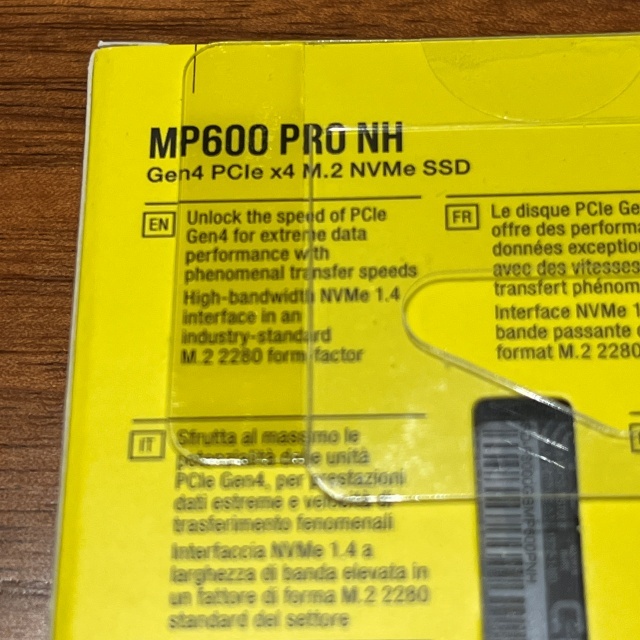 MP600 PRO NH
Gen4 PCIe x4 M.2 NVMe SSD
EN
Unlock the speed of PCIe
Gen4 for extreme data
performance with
phenomenal transfer speeds
High-bandwidth NVMe 1.4
interface in an
industry-standard
M.2 2280 form-factor
FR
Le disque PCIe Ge
offre des performa
données exception
avec des vitesses
transfert phénom
Interface NVMe 1
bande passante
format M.2 2280
IT
Sfrutta al massimo le
potenzialità delle unità
PCIe Gen4, per prestazioni
dati estreme e velocità di
trasferimento fenomenali
Interfaccia NVMe 1.4 a
larghezza di banda elevata in
un fattore di forma M.2 2280
standard del settore